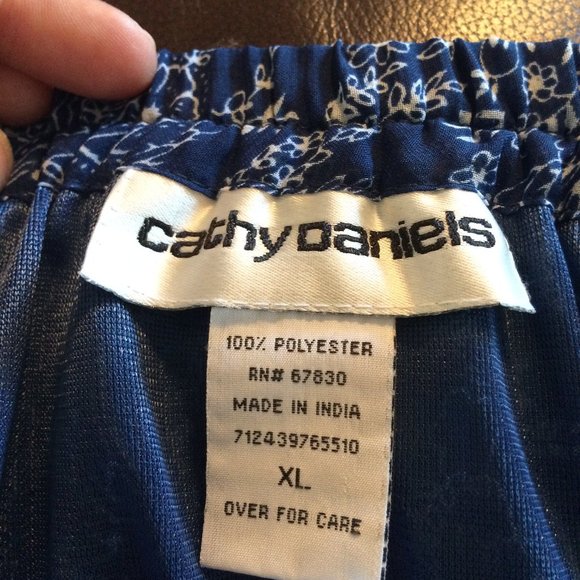 cathy Daniels
100% POLYESTER
RN# 67830
MADE IN INDIA
712439765510
XL
OVER FOR CARE